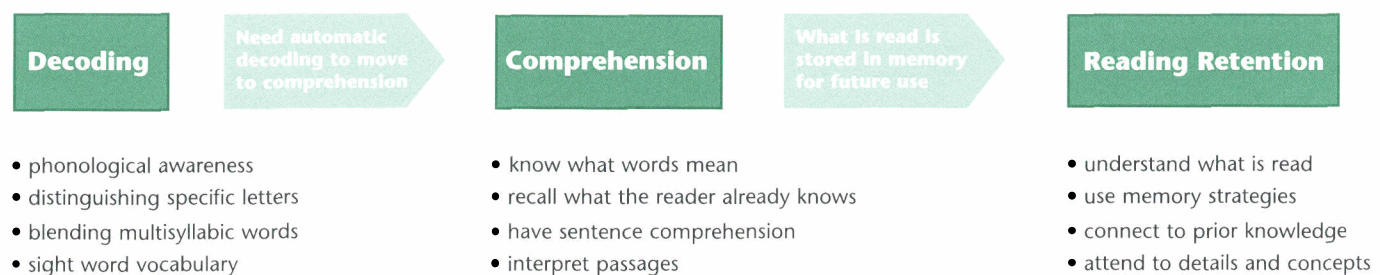 Decoding
Need automatic
decoding to move
to comprehension
Comprehension
What is read is
stored in memory
for future use
Reading Retention
• phonological awareness
• distinguishing specific letters
• blending multisyllabic words
• sight word vocabulary
• know what words mean
• recall what the reader already knows
• have sentence comprehension
• interpret passages
• understand what is read
• use memory strategies
• connect to prior knowledge
• attend to details and concepts